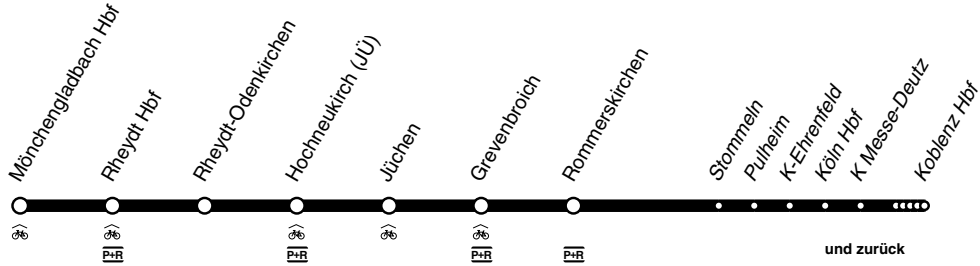 Mönchengladbach Hbf
Rheydt Hbf
Rheydt-Odenkirchen
Hochneukirch (JÜ)
Jüchen
Grevenbroich
Rommerskirchen
Stommeln
Pulheim
K-Ehrenfeld
Köln Hbf
K Messe-Deutz
Koblenz Hbf
P+R
P+R
P+R
P+R
und zurück